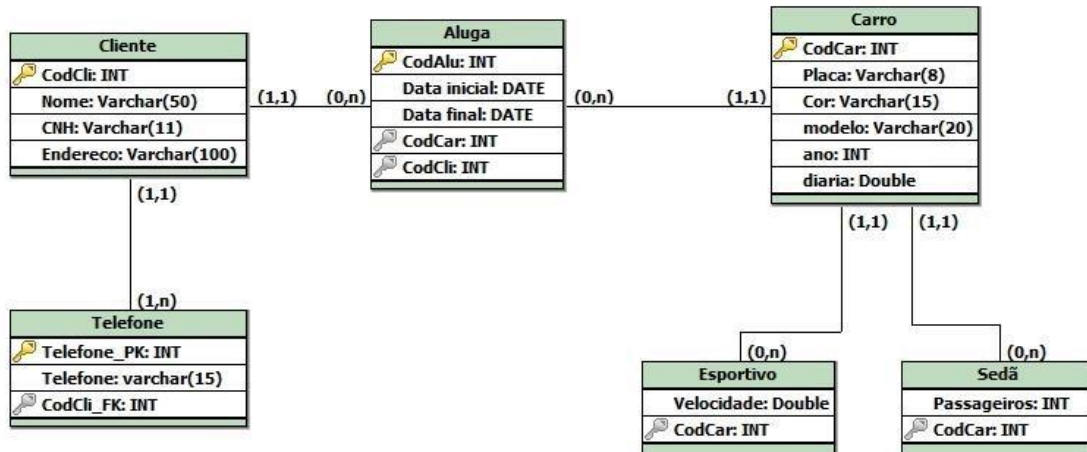 Cliente
CodCli: INT
Nome: Varchar(50)
CNH: Varchar(11)
Endereco: Varchar(100)
(1,1)
(0,n)
Aluga
CodAlu: INT
Data inicial: DATE
Data final: DATE
CodCar: INT
CodCli: INT
(0,n)
(1,1)
Carro
CodCar: INT
Placa: Varchar(8)
Cor: Varchar(15)
modelo: Varchar(20)
ano: INT
diaria: Double
(1,1)
(1,n)
Telefone
Telefone_PK: INT
Telefone: varchar(15)
CodCli_FK: INT
(1,1)
(1,1)
(0,n)
Esportivo
Velocidade: Double
CodCar: INT
(0,n)
Sedã
Passageiros: INT
CodCar: INT